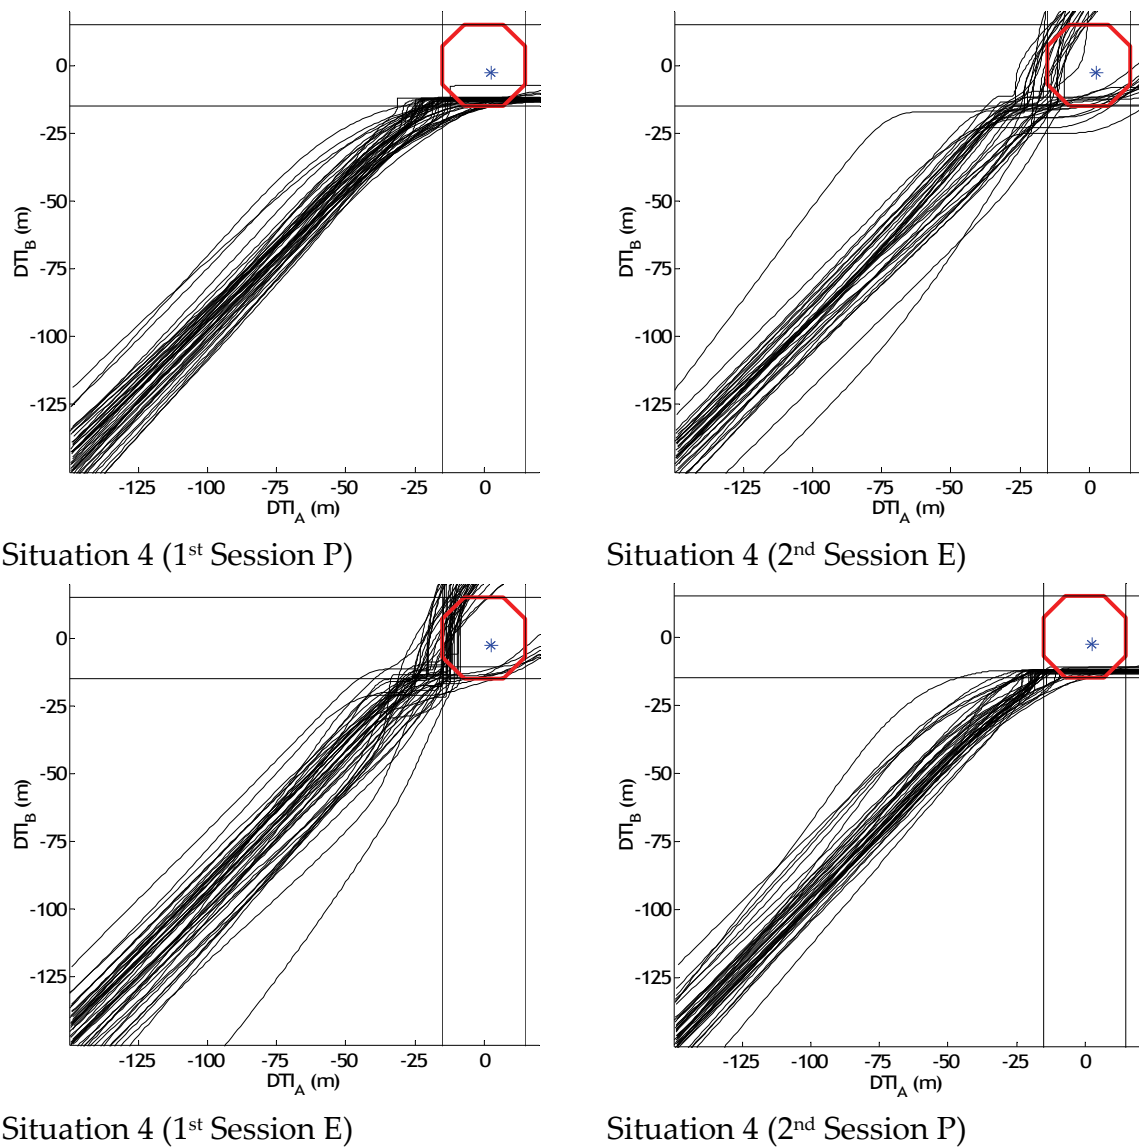 0
-25
-50
-75
-100
-125
DTI_B (m)
-125 -100 -75 -50 -25 0
DTI_A (m)
Situation 4 (1st Session P)
0
-25
-50
-75
-100
-125
DTI_B (m)
-125 -100 -75 -50 -25 0
DTI_A (m)
Situation 4 (2nd Session E)
0
-25
-50
-75
-100
-125
DTI_B (m)
-125 -100 -75 -50 -25 0
DTI_A (m)
Situation 4 (1st Session E)
0
-25
-50
-75
-100
-125
DTI_B (m)
-125 -100 -75 -50 -25 0
DTI_A (m)
Situation 4 (2nd Session P)